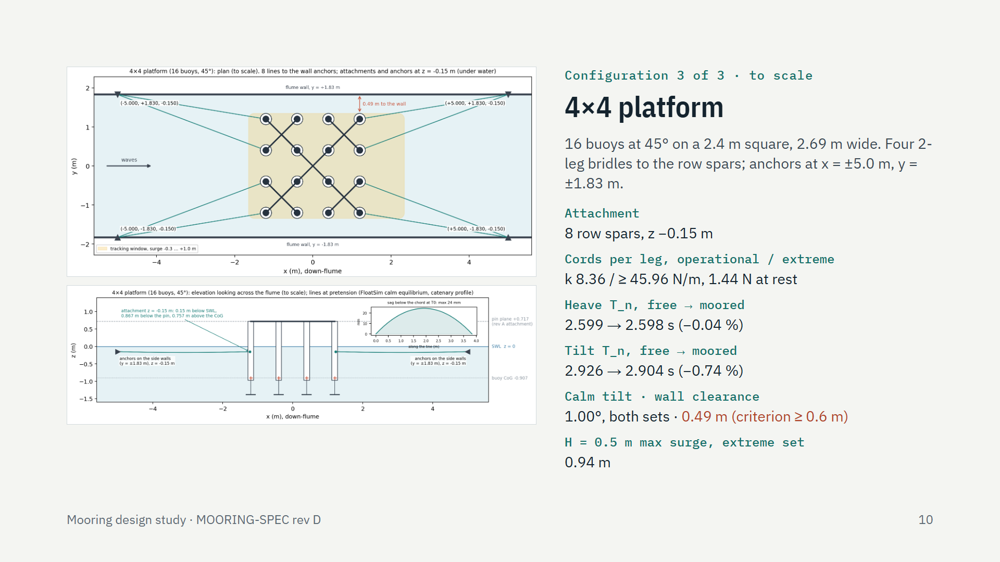 4×4 platform (16 buoys, 45°): plan (to scale). 8 lines to the wall anchors; attachments and anchors at z = -0.15 m (under water)
flume wall, y = +1.83 m
(-5.000, +1.830, -0.150)
0.49 m to the wall
(+5.000, +1.830, -0.150)
waves
(-5.000, -1.830, -0.150)
(+5.000, -1.830, -0.150)
flume wall, y = -1.83 m
tracking window, surge -0.3 ... +1.0 m
2
1
0
−1
−2
y (m)
−4
−2
0
2
4
x (m), down-flume
4×4 platform (16 buoys, 45°): elevation looking across the flume (to scale); lines at pretension (FloatSim calm equilibrium, catenary profile)
attachment z = -0.15 m: 0.15 m below SWL,
0.867 m below the pin, 0.757 m above the CoG
sag below the chord at T0: max 24 mm
20
10
0
mm
0.0 0.5 1.0 1.5 2.0 2.5 3.0 3.5 4.0
along the line (m)
pin plane +0.717
(rev A attachment)
SWL z = 0
anchors on the side walls
(y = ±1.83 m), z = -0.15 m
anchors on the side walls
(y = ±1.83 m), z = -0.15 m
buoy CoG -0.907
1.0
0.5
0.0
−0.5
−1.0
−1.5
z (m)
−4
−2
0
2
4
x (m), down-flume
Configuration 3 of 3 · to scale
4×4 platform
16 buoys at 45° on a 2.4 m square, 2.69 m wide. Four 2-
leg bridles to the row spars; anchors at x = ±5.0 m, y =
±1.83 m.
Attachment
8 row spars, z −0.15 m
Cords per leg, operational / extreme
k 8.36 / ≥ 45.96 N/m, 1.44 N at rest
Heave T_n, free → moored
2.599 → 2.598 s (−0.04 %)
Tilt T_n, free → moored
2.926 → 2.904 s (−0.74 %)
Calm tilt · wall clearance
1.00°, both sets · 0.49 m (criterion ≥ 0.6 m)
H = 0.5 m max surge, extreme set
0.94 m
Mooring design study · MOORING-SPEC rev D
10